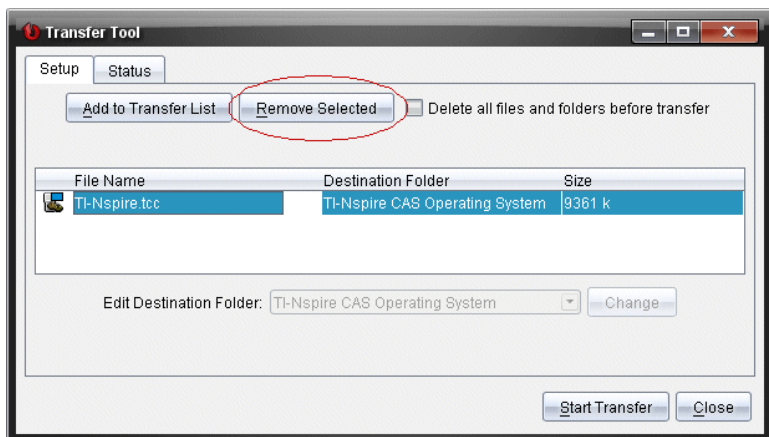 Transfer Tool
Setup Status
Add to Transfer List Remove Selected Delete all files and folders before transfer
File Name Destination Folder Size
TI-Nspire.tcc TI-Nspire CAS Operating System 9361 k
Edit Destination Folder: TI-Nspire CAS Operating System Change
Start Transfer Close